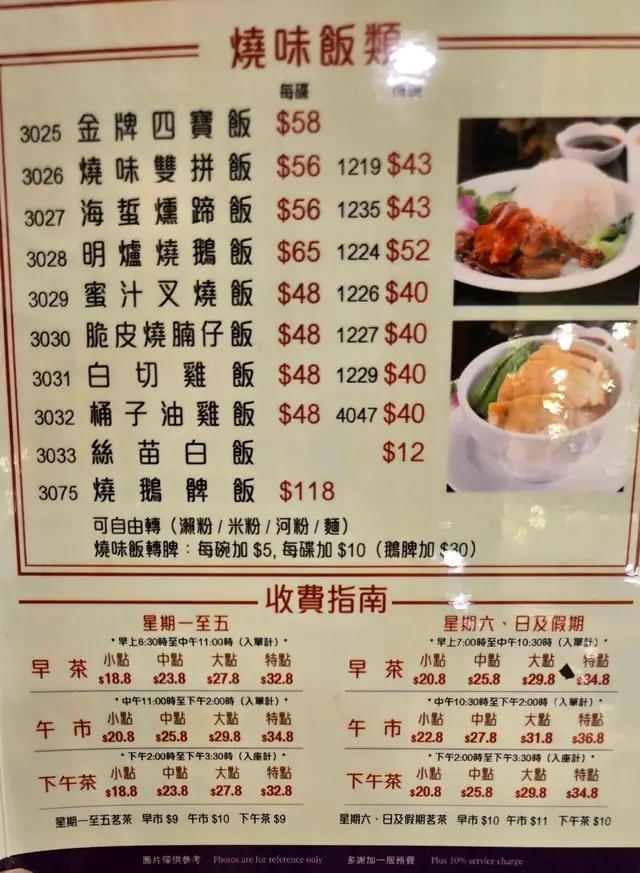 燒味飯類
每碟 每碗
3025 金牌四寶飯 $58
3026 燒味雙拼飯 $56 1219 $43
3027 海蜇燻蹄飯 $56 1235 $43
3028 明爐燒鵝飯 $65 1224 $52
3029 蜜汁叉燒飯 $48 1226 $40
3030 脆皮燒腩仔飯 $48 1227 $40
3031 白切雞飯 $48 1229 $40
3032 桶子油雞飯 $48 4047 $40
3033 絲苗白飯 $12
3075 燒鵝髀飯 $118
可自由轉（瀨粉 / 米粉 / 河粉 / 麵）
燒味飯轉脾：每碗加 $5, 每碟加 $10（鵝脾加 $30）
收費指南
星期一至五
*早上6:30時至中午11:00時（入單計）*
早茶 小點 中點 大點 特點
$18.8 $23.8 $27.8 $32.8
*中午11:00時至下午2:00時（入單計）*
午市 小點 中點 大點 特點
$20.8 $25.8 $29.8 $34.8
*下午2:00時至下午3:30時（入座計）*
下午茶 小點 中點 大點 特點
$18.8 $23.8 $27.8 $32.8
星期一至五茗茶 早市 $9 午市 $10 下午茶 $9
星期六、日及假期
*早上7:00時至中午10:30時（入單計）*
早茶 小點 中點 大點 特點
$20.8 $25.8 $29.8 $34.8
*中午10:30時至下午2:00時（入單計）*
午市 小點 中點 大點 特點
$22.8 $27.8 $31.8 $36.8
*下午2:00時至下午3:30時（入座計）*
下午茶 小點 中點 大點 特點
$20.8 $25.8 $29.8 $34.8
星期六、日及假期茗茶 早市 $10 午市 $11 下午茶 $10
圖片僅供參考 Photos are for reference only 多謝加一服務費 Plus 10% service charge